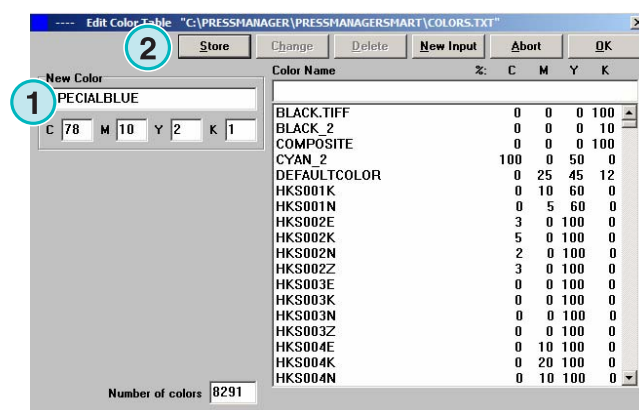 ---- Edit Color Table "C:\PRESSMANAGER\PRESSMANAGERSMART\COLORS.TXT"
2 Store Change Delete New Input Abort OK
New Color
1 PECIALBLUE
C 78 M 10 Y 2 K 1
Color Name %: C M Y K
BLACK.TIFF 0 0 0 100
BLACK_2 0 0 0 10
COMPOSITE 0 0 0 100
CYAN_2 100 0 50 0
DEFAULTCOLOR 0 25 45 12
HKS001K 0 10 60 0
HKS001N 0 5 60 0
HKS002E 3 0 100 0
HKS002K 5 0 100 0
HKS002N 2 0 100 0
HKS002Z 3 0 100 0
HKS003E 0 0 100 0
HKS003K 0 0 100 0
HKS003N 0 0 100 0
HKS003Z 0 0 100 0
HKS004E 0 10 100 0
HKS004K 0 20 100 0
HKS004N 0 10 100 0
Number of colors 8291